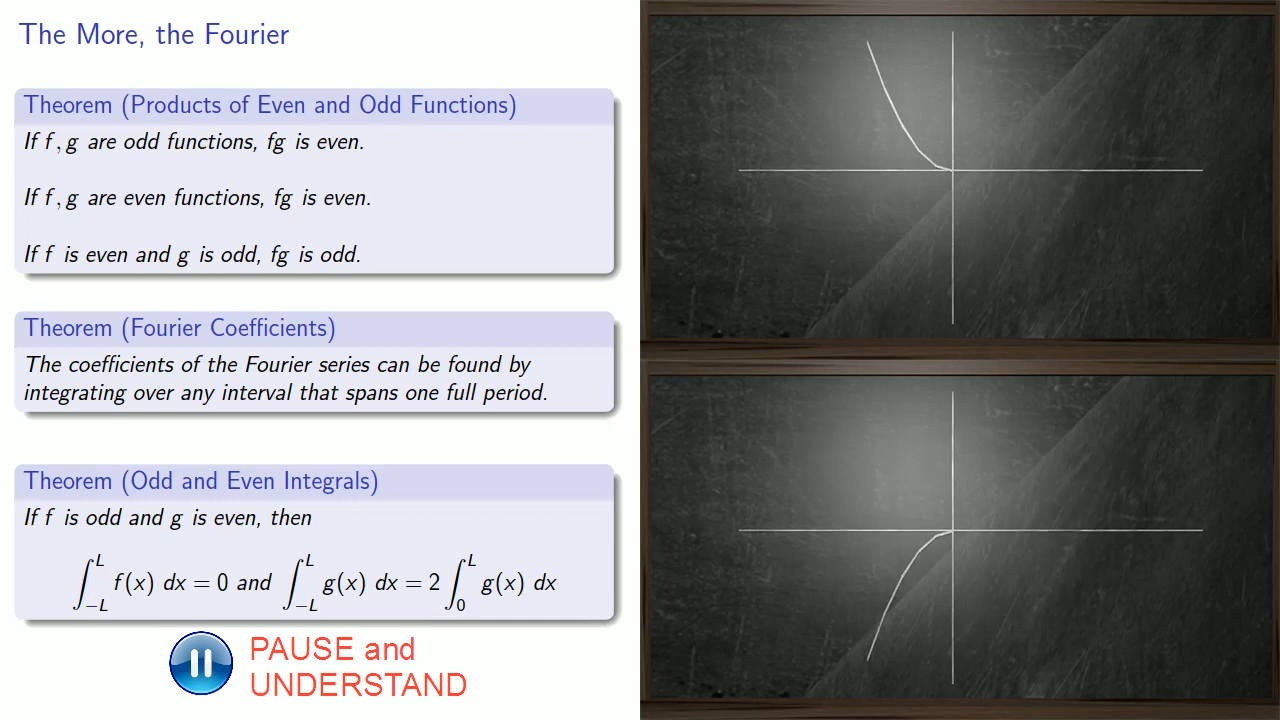 The More, the Fourier
Theorem (Products of Even and Odd Functions)
If f, g are odd functions, fg is even.
If f, g are even functions, fg is even.
If f is even and g is odd, fg is odd.
Theorem (Fourier Coefficients)
The coefficients of the Fourier series can be found by
integrating over any interval that spans one full period.
Theorem (Odd and Even Integrals)
If f is odd and g is even, then
∫_{-L}^{L} f(x) dx = 0 and ∫_{-L}^{L} g(x) dx = 2 ∫_{0}^{L} g(x) dx
PAUSE and
UNDERSTAND